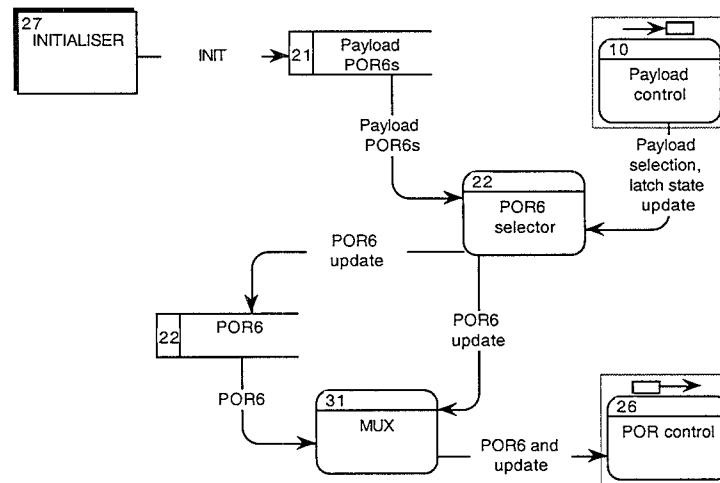 27
INITIALISER
INIT
21
Payload
POR6s
10
Payload
control
Payload
POR6s
Payload
selection,
latch state
update
22
POR6
selector
POR6
update
22
POR6
POR6
update
POR6
31
MUX
POR6 and
update
26
POR control